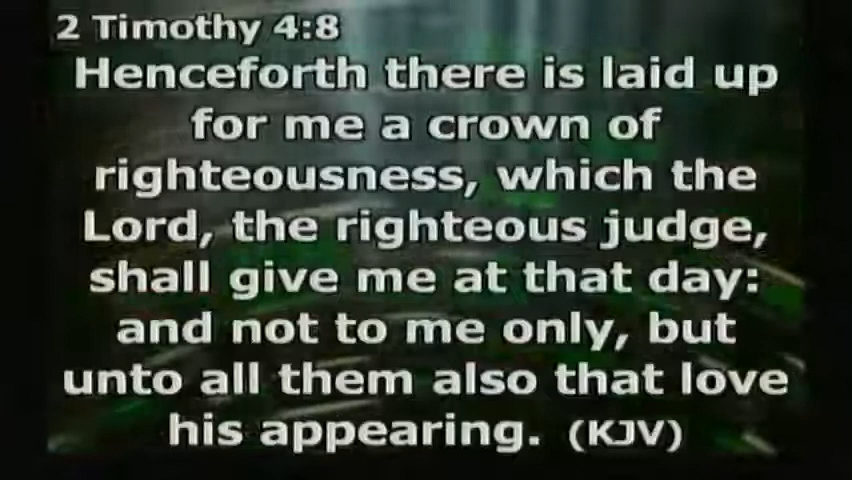 2 Timothy 4:8
Henceforth there is laid up
for me a crown of
righteousness, which the
Lord, the righteous judge,
shall give me at that day:
and not to me only, but
unto all them also that love
his appearing. (KJV)